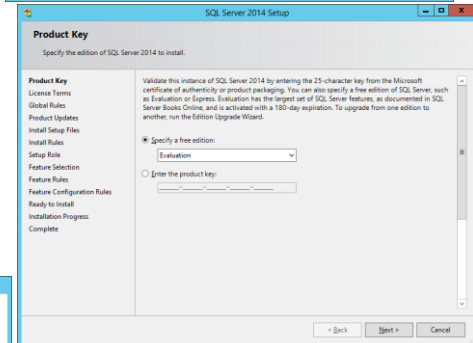 SQL Server 2014 Setup
Product Key
Specify the edition of SQL Server 2014 to install.
Product Key
License Terms
Global Rules
Product Updates
Install Setup Files
Install Rules
Setup Role
Feature Selection
Feature Rules
Feature Configuration Rules
Ready to Install
Installation Progress
Complete
Validate this instance of SQL Server 2014 by entering the 25-character key from the Microsoft
certificate of authenticity or product packaging. You can also specify a free edition of SQL Server, such
as Evaluation or Express. Evaluation has the largest set of SQL Server features, as documented in SQL
Server Books Online, and is activated with a 180-day expiration. To upgrade from one edition to
another, run the Edition Upgrade Wizard.
Specify a free edition:
Evaluation
Enter the product key:
_____-_____-_____-_____-_____
< Back Next > Cancel